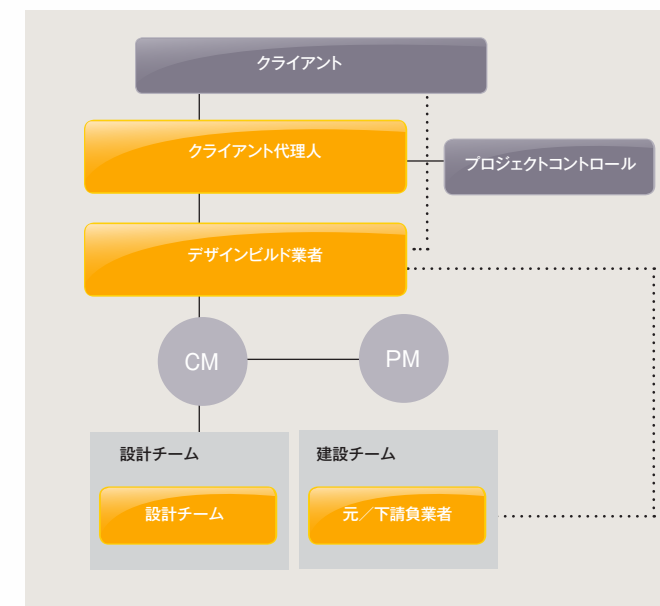 クライアント
クライアント代理人
プロジェクトコントロール
デザインビルド業者
CM
PM
設計チーム
建設チーム
設計チーム
元／下請負業者